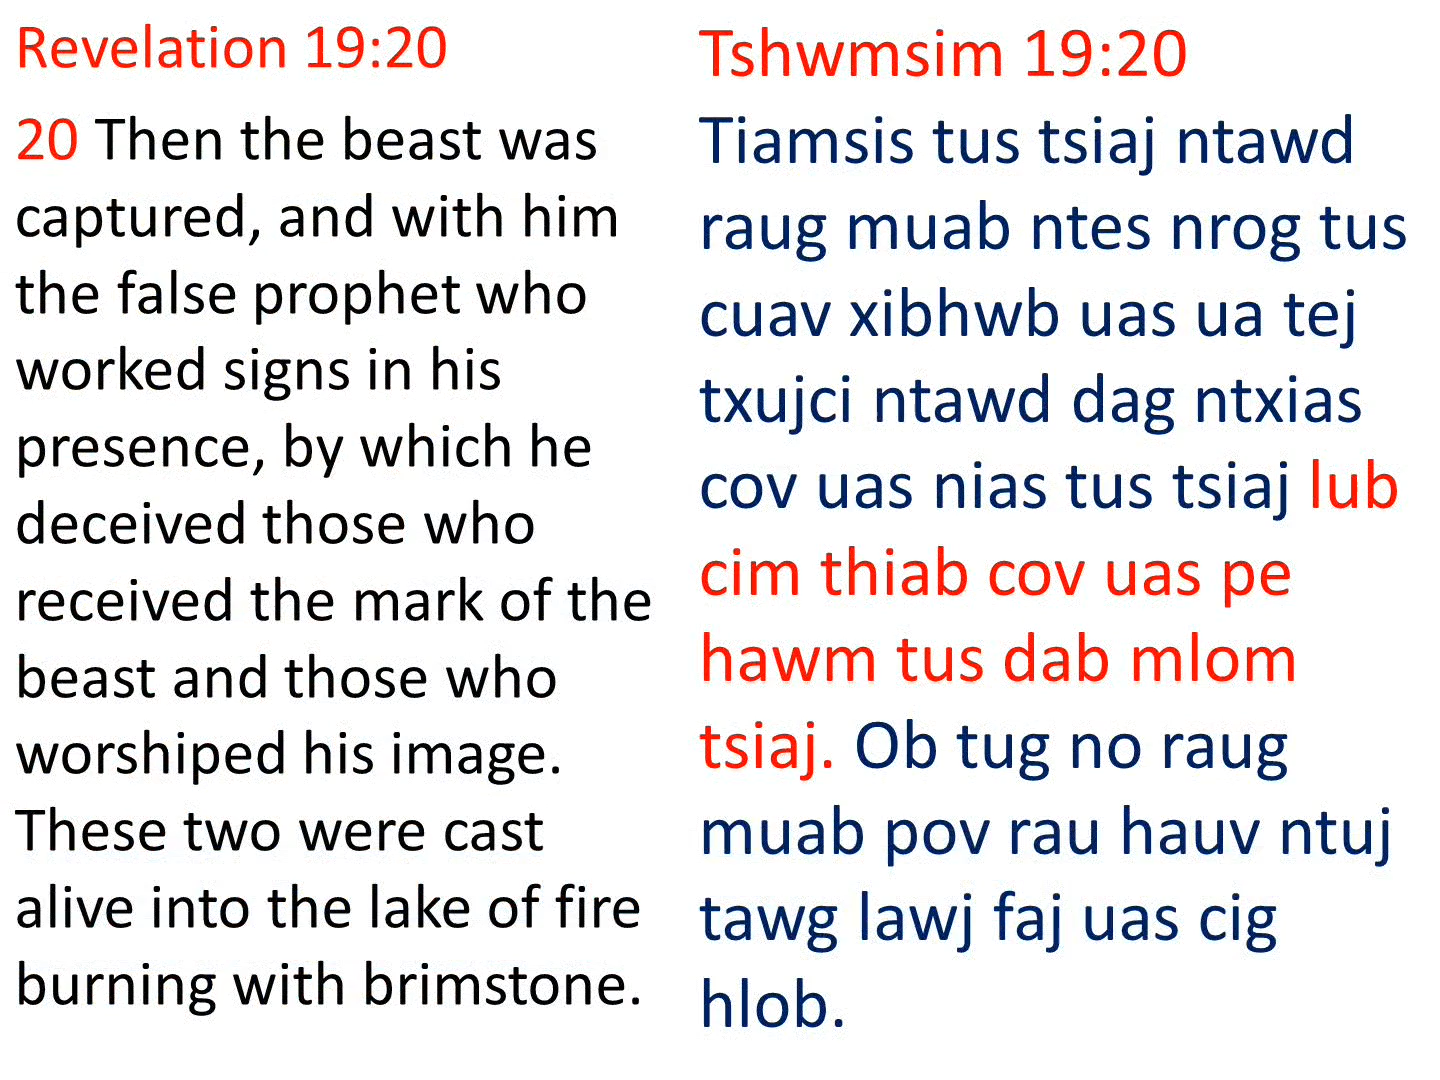 Revelation 19:20
20 Then the beast was
captured, and with him
the false prophet who
worked signs in his
presence, by which he
deceived those who
received the mark of the
beast and those who
worshiped his image.
These two were cast
alive into the lake of fire
burning with brimstone.
Tshwmsim 19:20
Tiamsis tus tsiaj ntawd
raug muab ntes nrog tus
cuav xibhwb uas ua tej
txujci ntawd dag ntxias
cov uas nias tus tsiaj lub
cim thiab cov uas pe
hawm tus dab mlom
tsiaj. Ob tug no raug
muab pov rau hauv ntuj
tawg lawj faj uas cig
hlob.